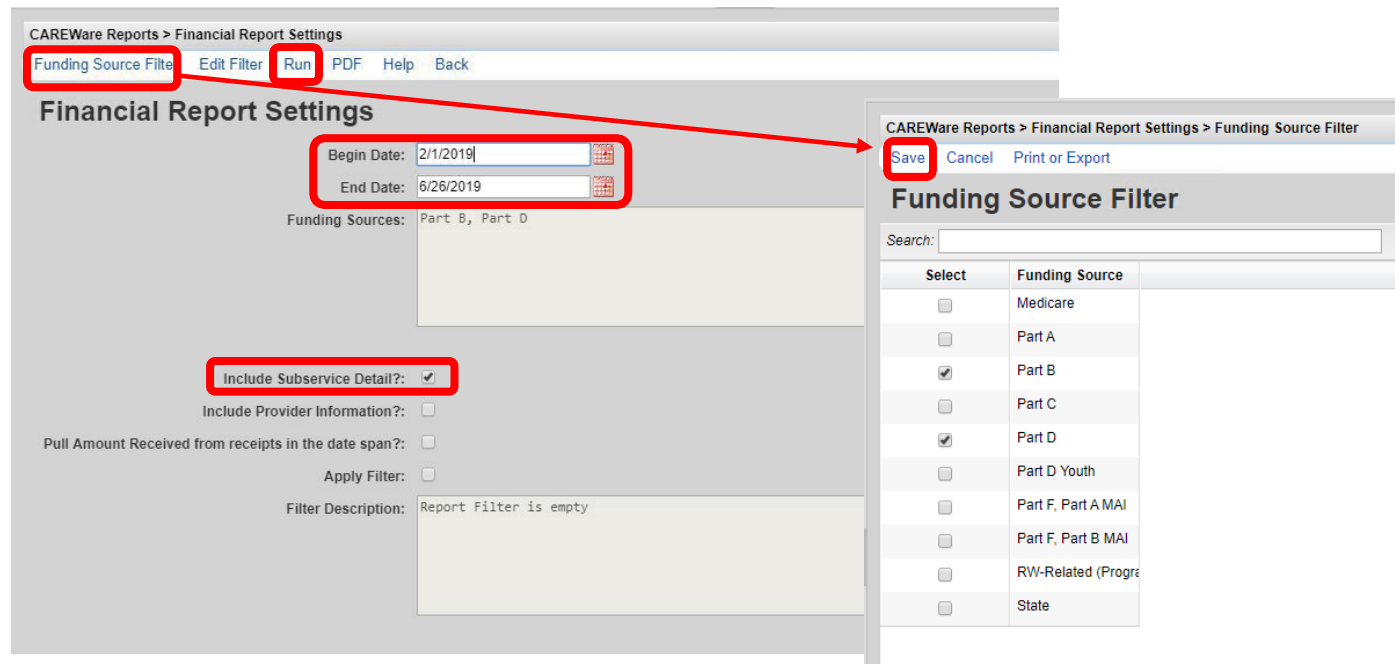 CAREWare Reports > Financial Report Settings
Funding Source Filte Edit Filter Run PDF Help Back
Financial Report Settings
Begin Date: 2/1/2019
End Date: 6/26/2019
Funding Sources: Part B, Part D
Include Subservice Detail?:
Include Provider Information?:
Pull Amount Received from receipts in the date span?:
Apply Filter:
Filter Description: Report Filter is empty
CAREWare Reports > Financial Report Settings > Funding Source Filter
Save Cancel Print or Export
Funding Source Filter
Search:
Select Funding Source
Medicare
Part A
Part B
Part C
Part D
Part D Youth
Part F, Part A MAI
Part F, Part B MAI
RW-Related (Progra
State